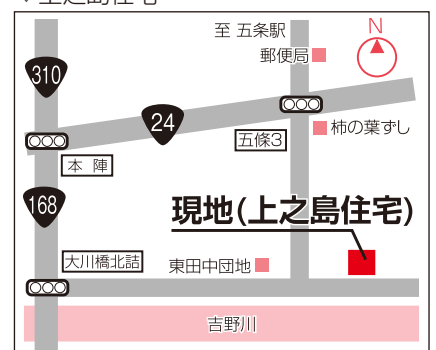 上之島住宅
至 五条駅
N
郵便局
310
24
五條3
柿の葉ずし
本 陣
168
現地(上之島住宅)
大川橋北詰
東田中団地
吉野川